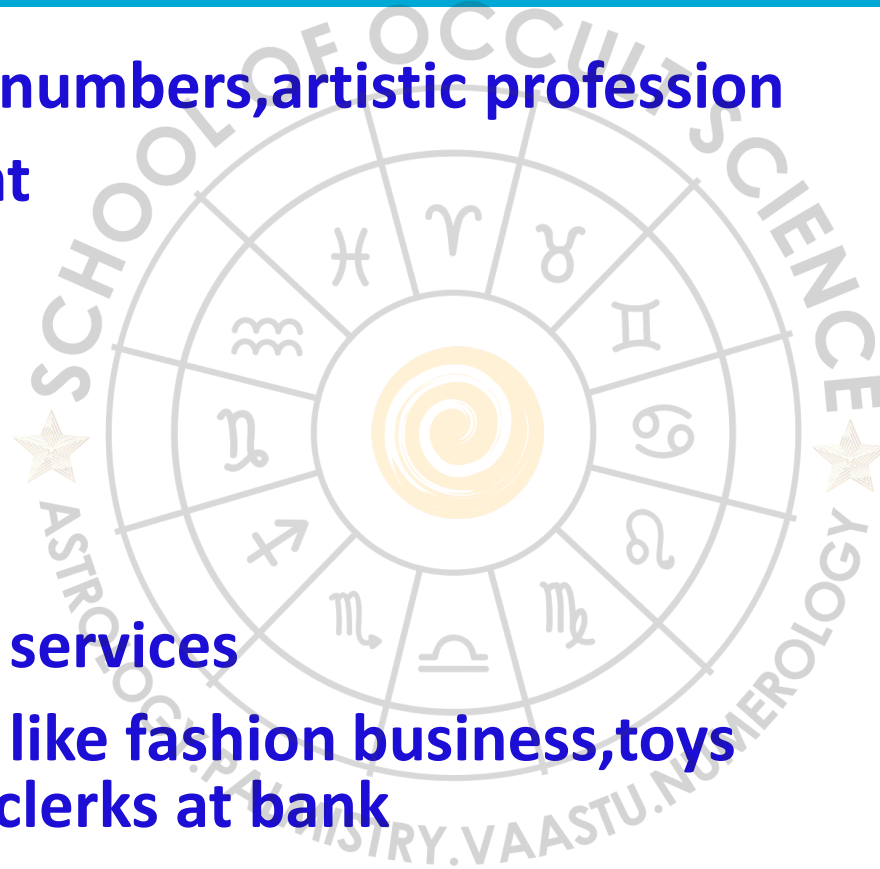 SCHOOL OF OCCULT SCIENCE
numbers,artistic profession
services
like fashion business,toys
clerks at bank
ASTROLOGY.PALMISTRY.VAASTU.NUMEROLOGY